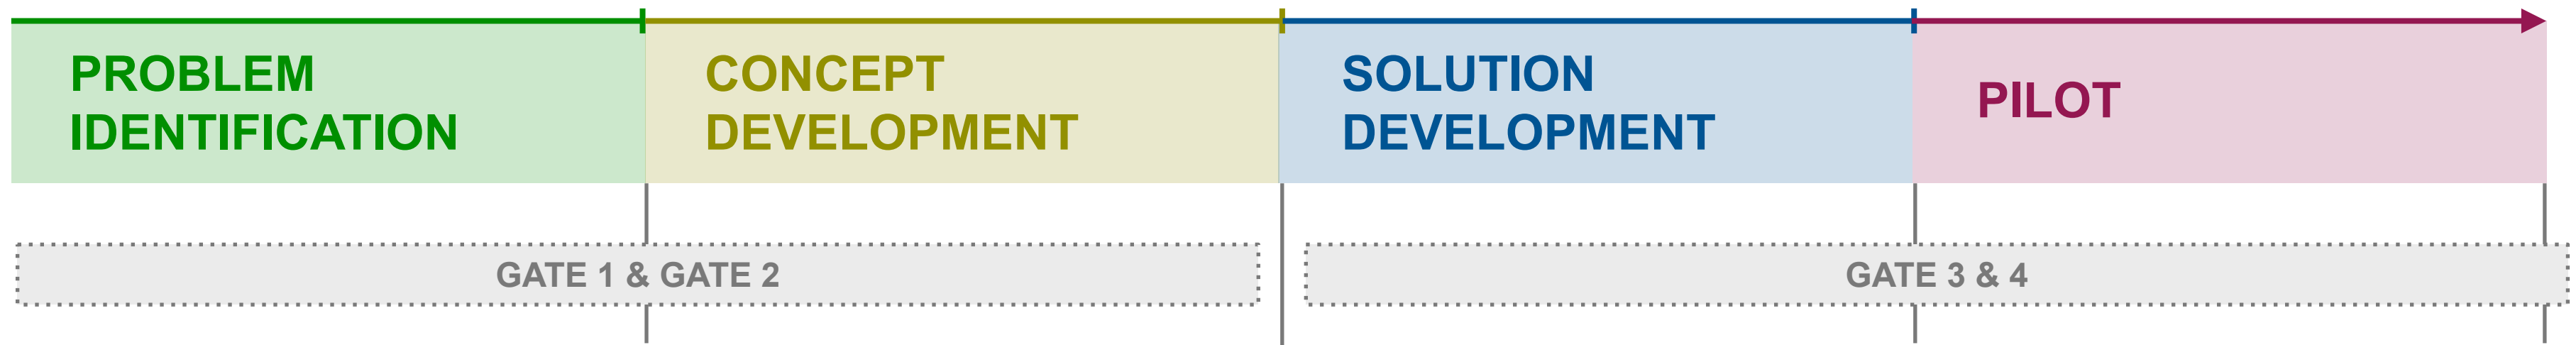 PROBLEM
IDENTIFICATION
CONCEPT
DEVELOPMENT
SOLUTION
DEVELOPMENT
PILOT
GATE 1 & GATE 2
GATE 3 & 4